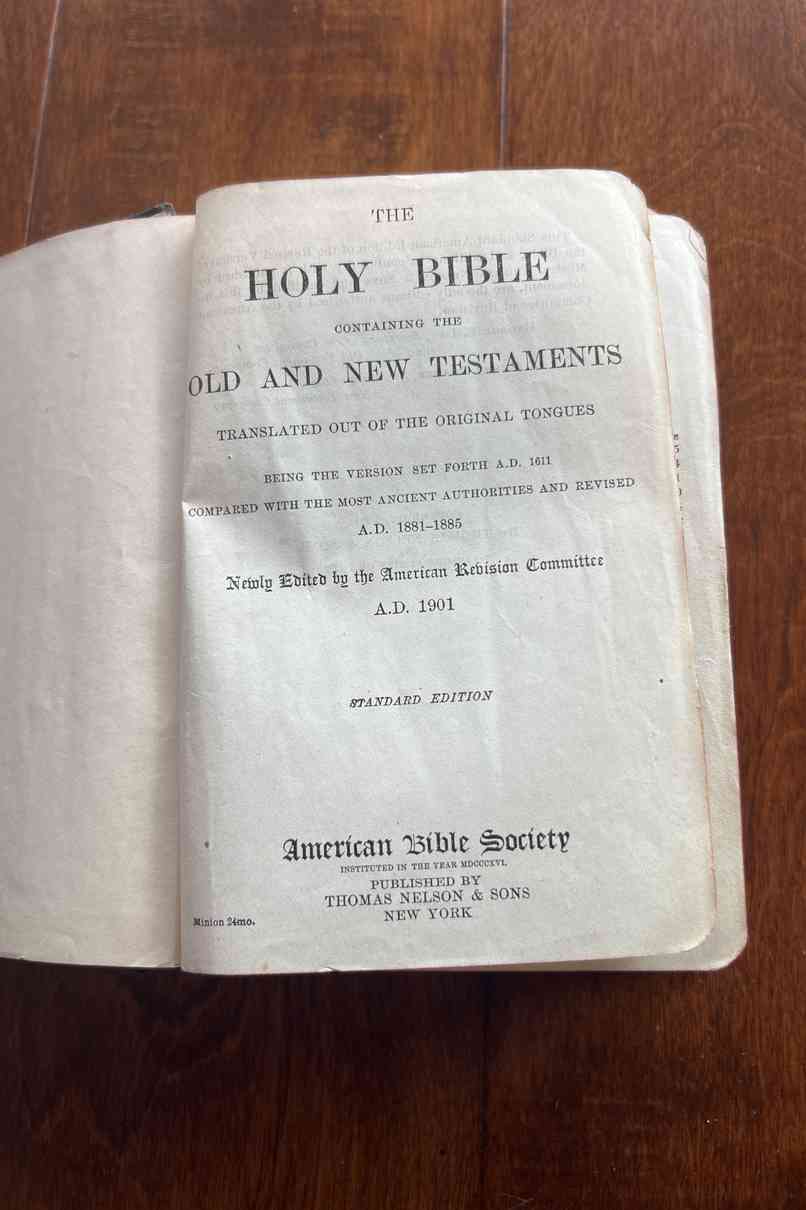 THE
HOLY BIBLE
CONTAINING THE
OLD AND NEW TESTAMENTS
TRANSLATED OUT OF THE ORIGINAL TONGUES
BEING THE VERSION SET FORTH A.D. 1611
COMPARED WITH THE MOST ANCIENT AUTHORITIES AND REVISED
A.D. 1881–1885
Newly Edited by the American Revision Committee
A.D. 1901
STANDARD EDITION
American Bible Society
INSTITUTED IN THE YEAR MDCCCXVI.
PUBLISHED BY
THOMAS NELSON & SONS
NEW YORK
Minion 24mo.